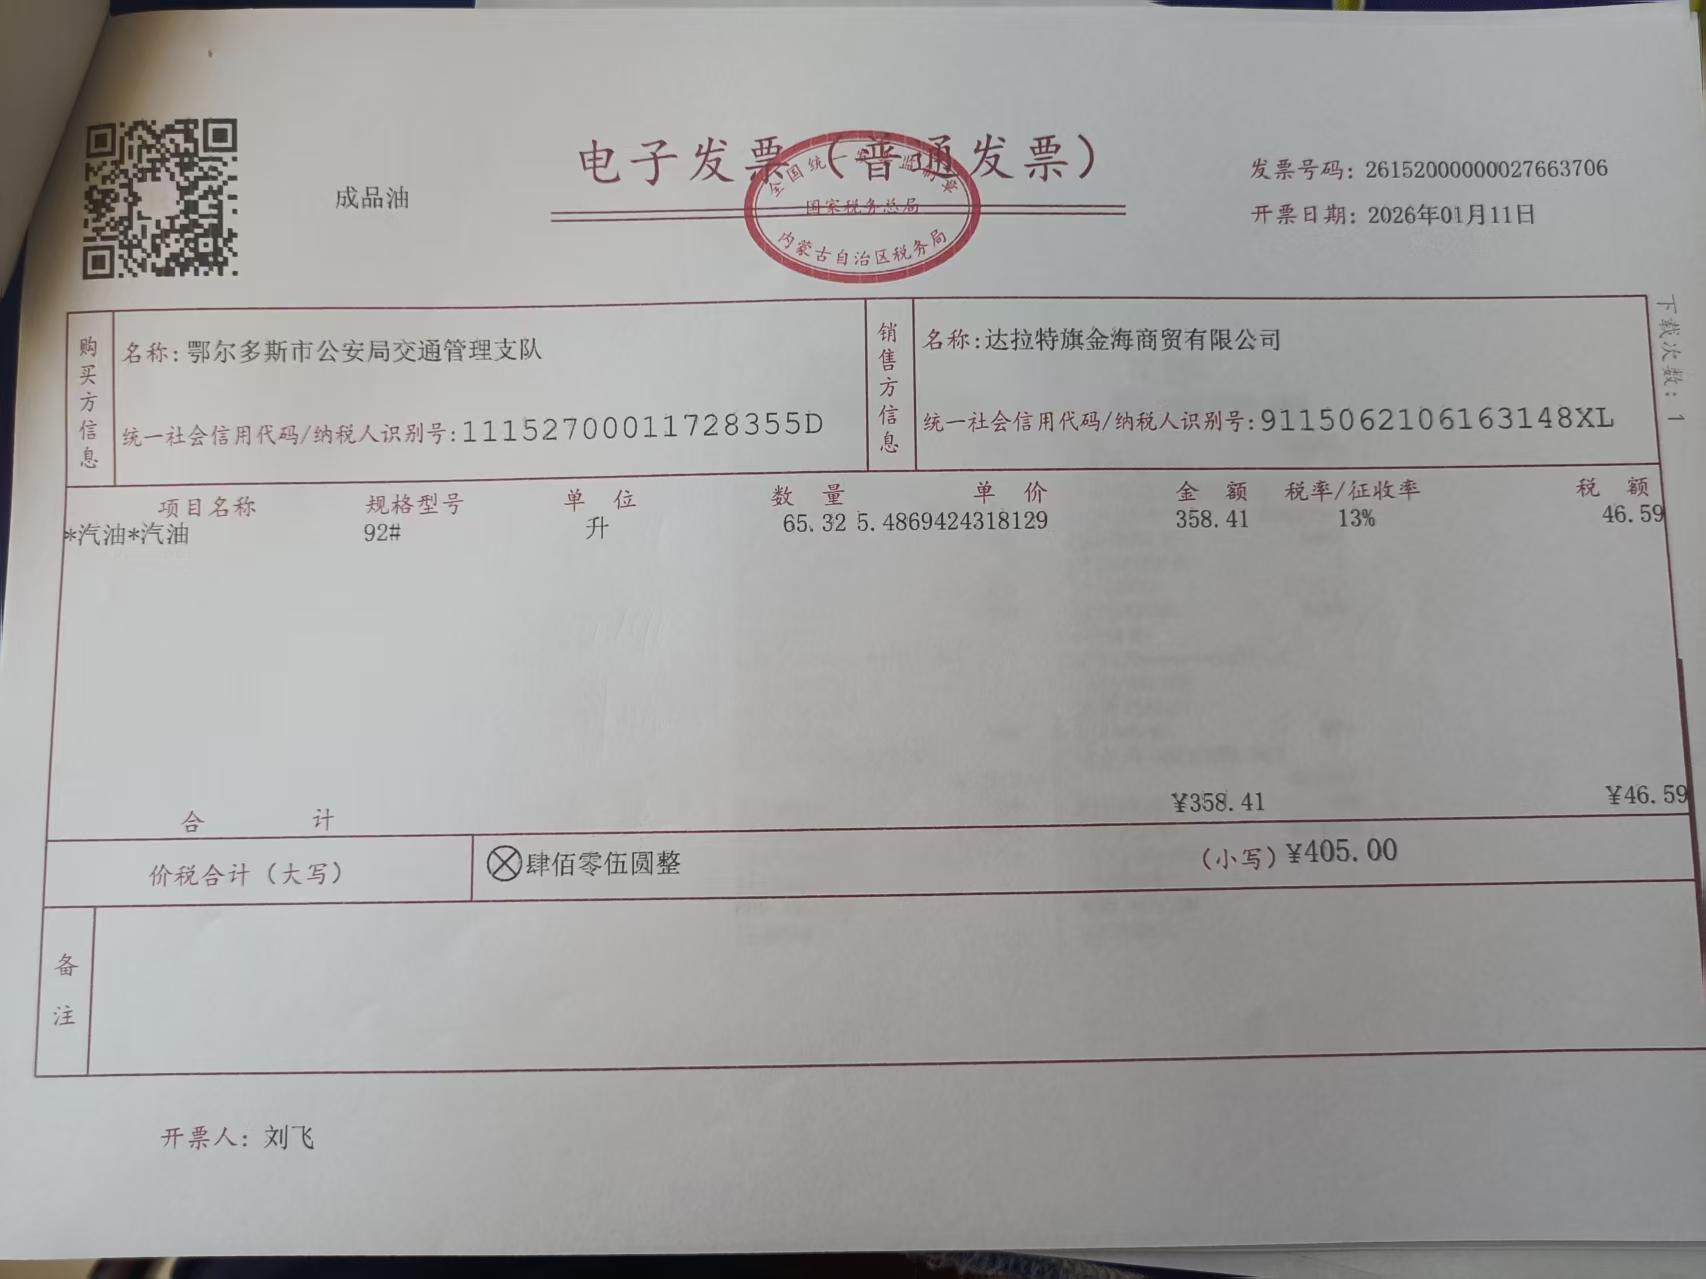 电子发票（普通发票）
全国统一发票监制章
国家税务总局
内蒙古自治区税务局
成品油
发票号码：26152000000027663706
开票日期：2026年01月11日
下载次数：1
购买方信息
名称：鄂尔多斯市公安局交通管理支队
统一社会信用代码/纳税人识别号：11152700011728355D
销售方信息
名称：达拉特旗金海商贸有限公司
统一社会信用代码/纳税人识别号：9115062106163148XL
项目名称 规格型号 单 位 数 量 单 价 金 额 税率/征收率 税 额
*汽油*汽油 92# 升 65.32 5.4869424318129 358.41 13% 46.59
合 计 ¥358.41 ¥46.59
价税合计（大写） ⊗肆佰零伍圆整 （小写）¥405.00
备注
开票人：刘飞